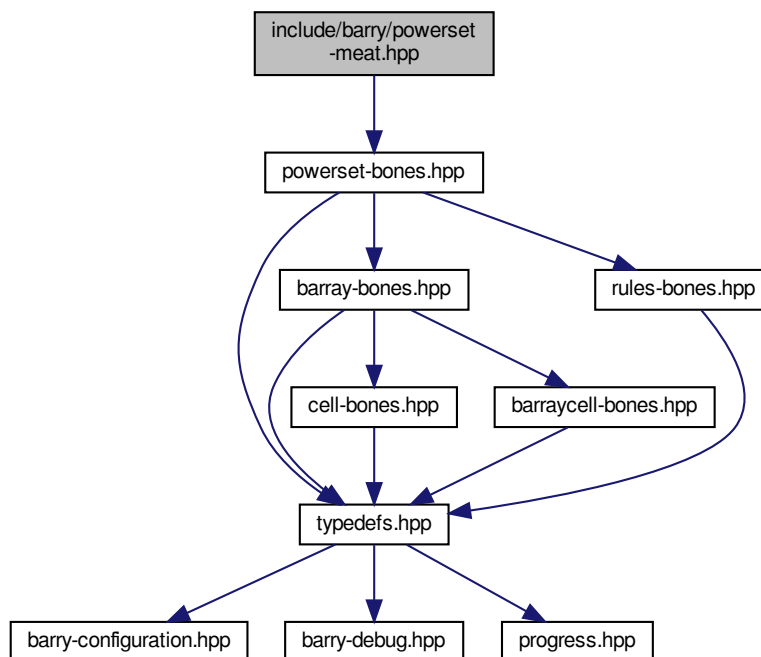 include/barry/powerset
-meat.hpp
powerset-bones.hpp
barray-bones.hpp
rules-bones.hpp
cell-bones.hpp
barraycell-bones.hpp
typedefs.hpp
barry-configuration.hpp
barry-debug.hpp
progress.hpp